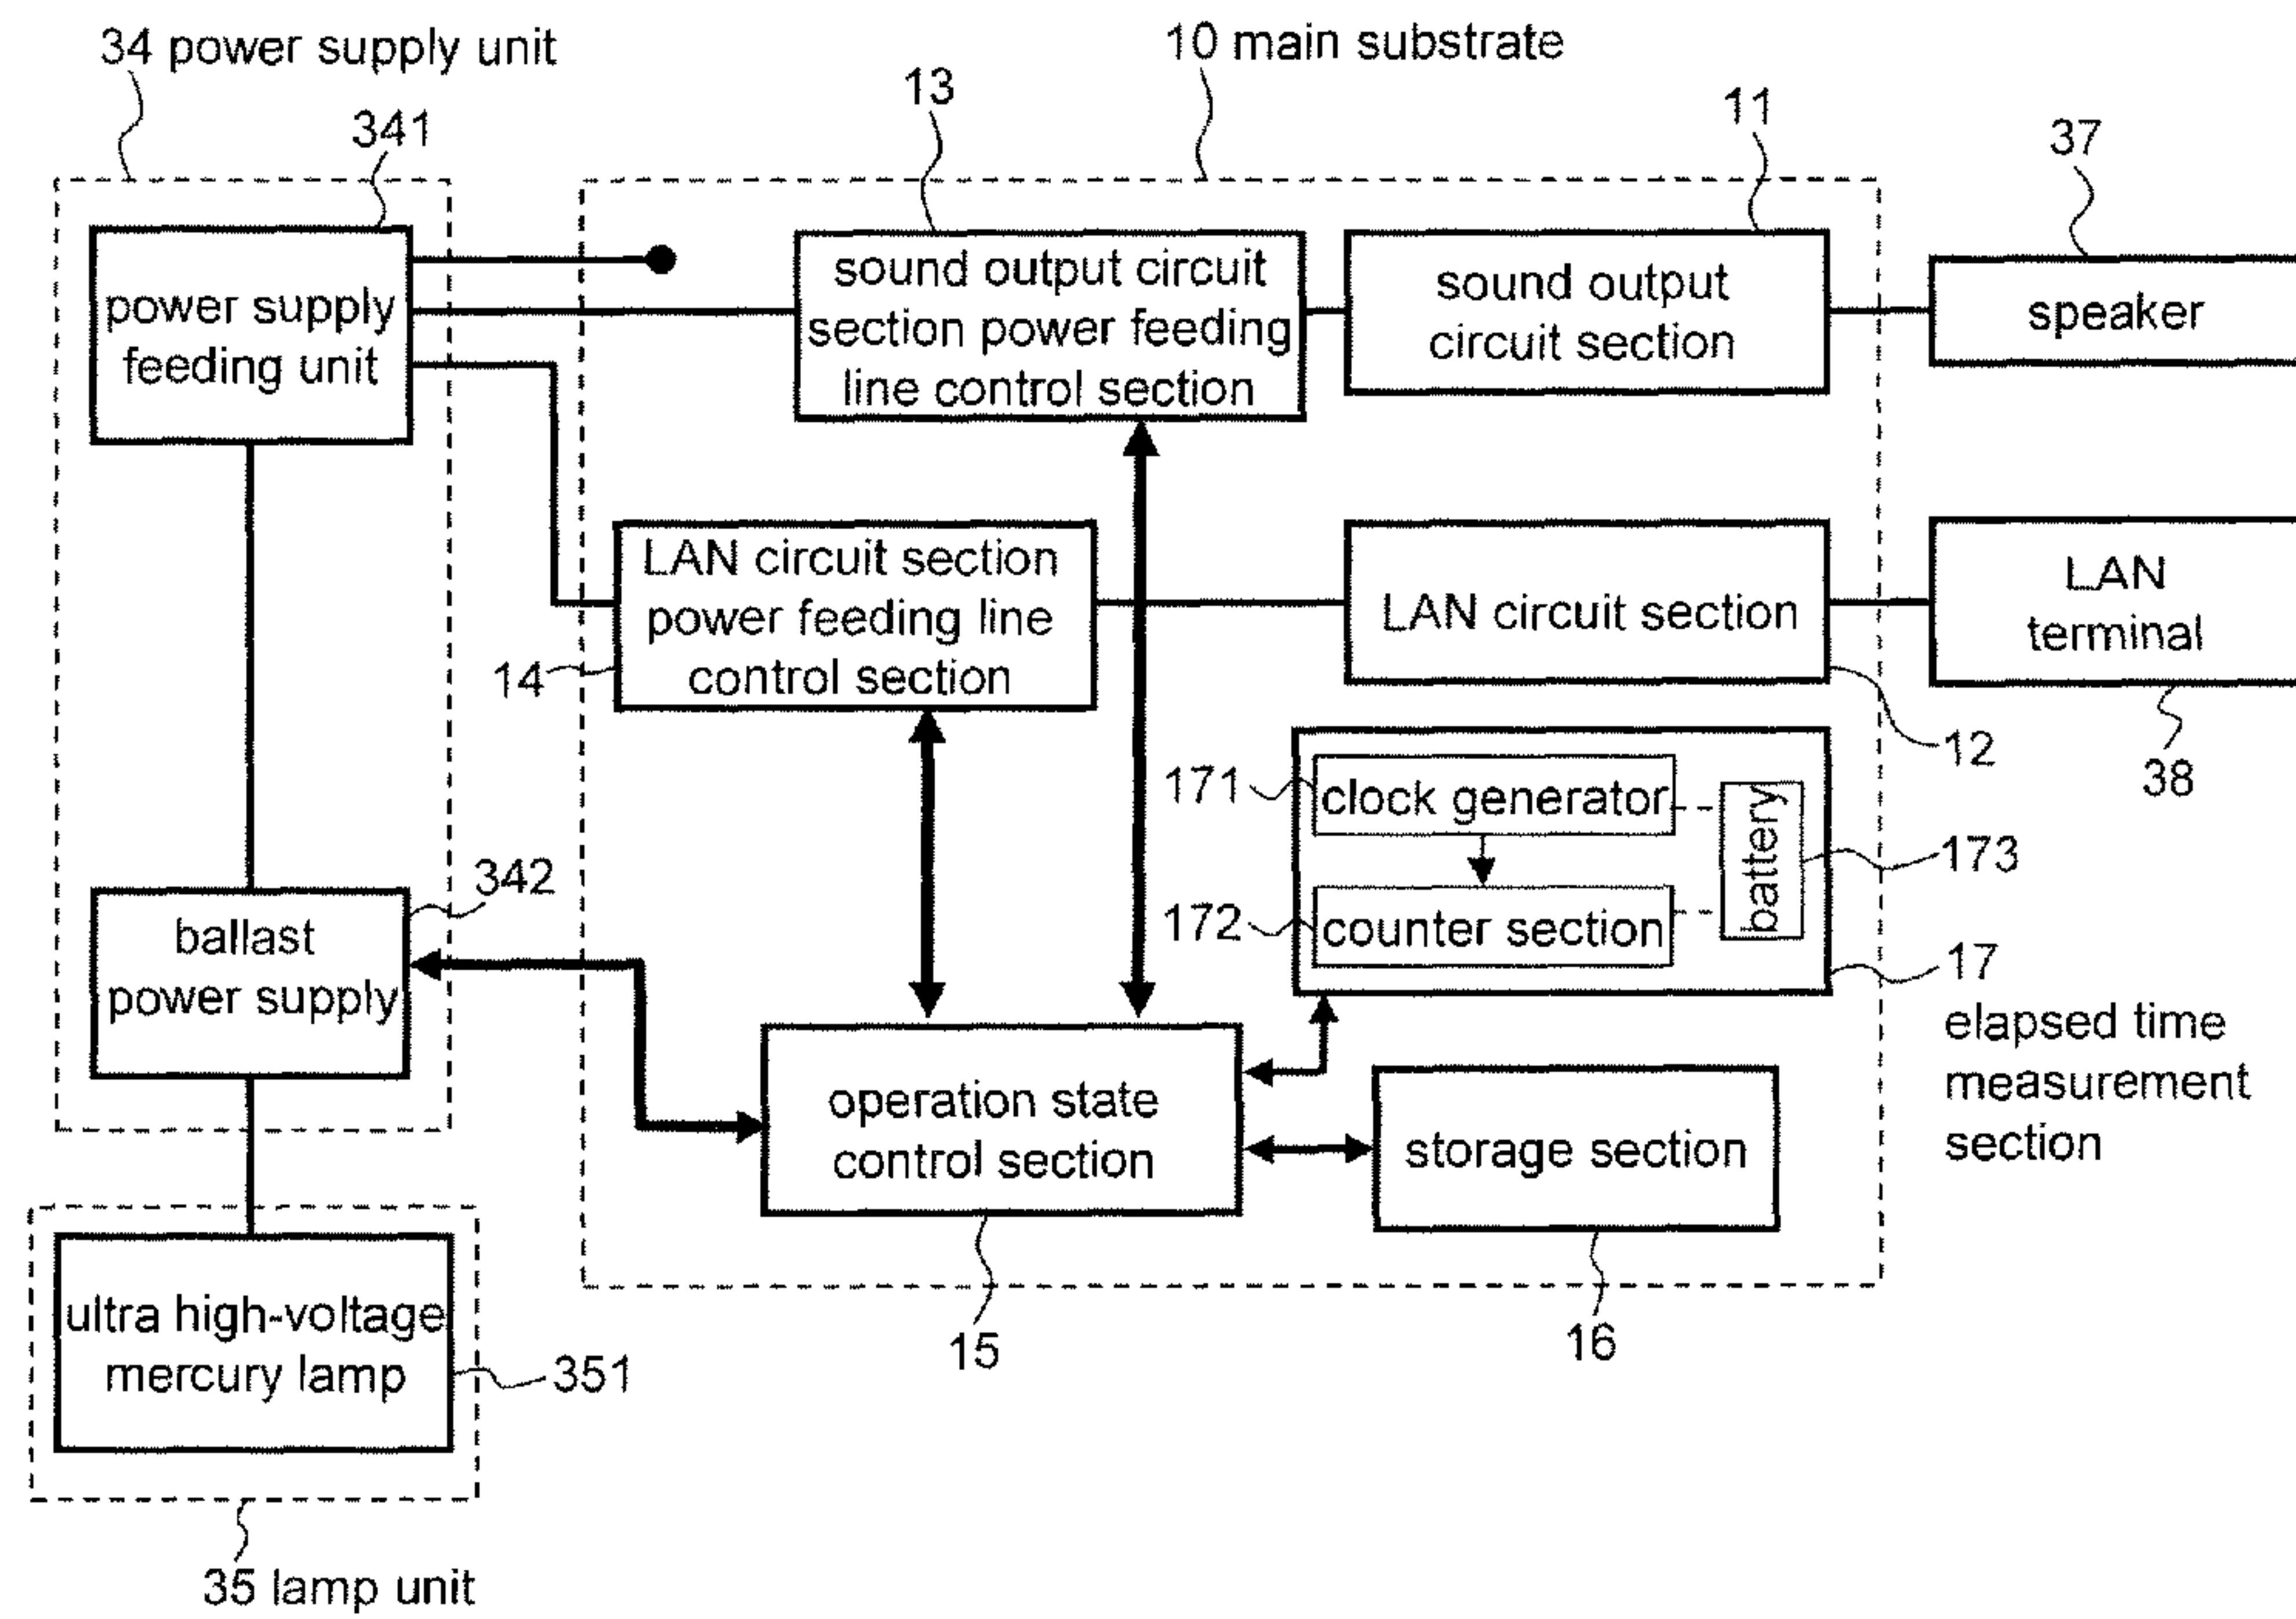 34 power supply unit
10 main substrate
341
13
11
37
power supply
feeding unit
sound output circuit
section power feeding
line control section
sound output
circuit section
speaker
LAN circuit section
power feeding line
control section
14
LAN circuit section
12
LAN
terminal
38
171
clock generator
172
counter section
battery
173
17
elapsed time
measurement
section
342
ballast
power supply
operation state
control section
15
storage section
16
ultra high-voltage
mercury lamp
351
35 lamp unit